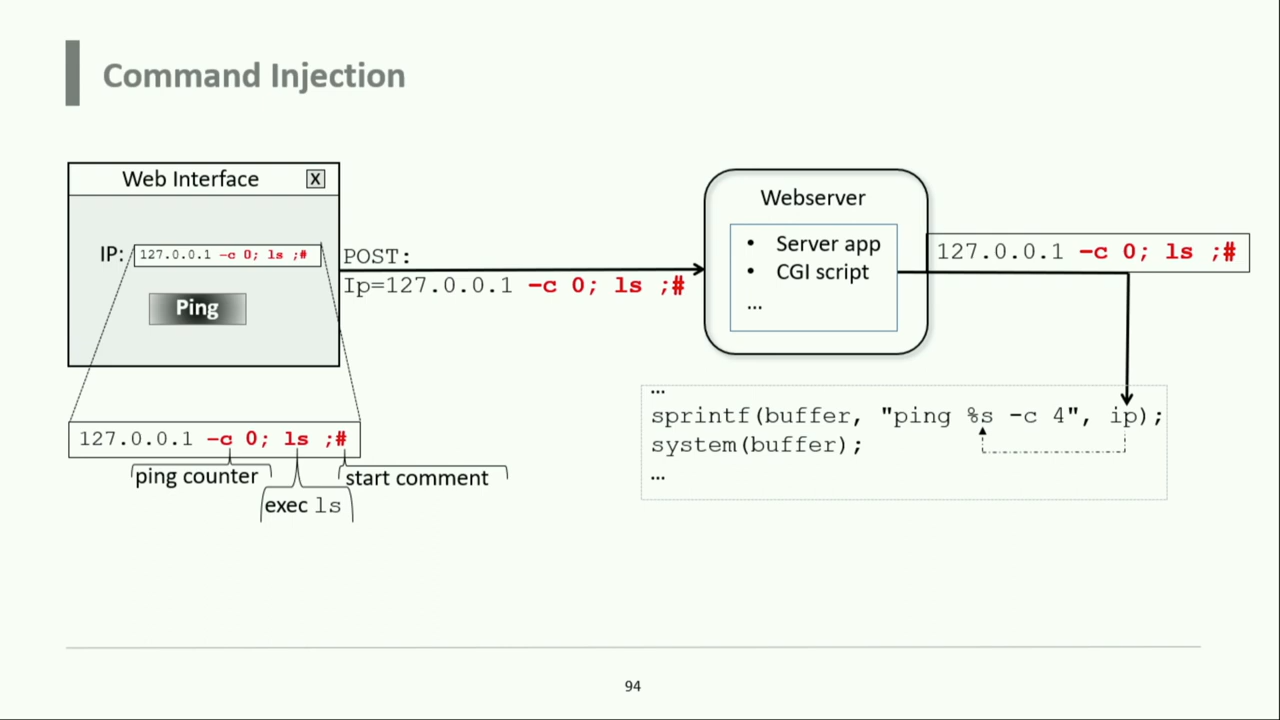 Command Injection
Web Interface X
IP: 127.0.0.1 -c 0; ls ;#
Ping
POST:
Ip=127.0.0.1 -c 0; ls ;#
Webserver
• Server app
• CGI script
...
127.0.0.1 -c 0; ls ;#
127.0.0.1 -c 0; ls ;#
ping counter
start comment
exec ls
...
sprintf(buffer, "ping %s -c 4", ip);
system(buffer);
...
94